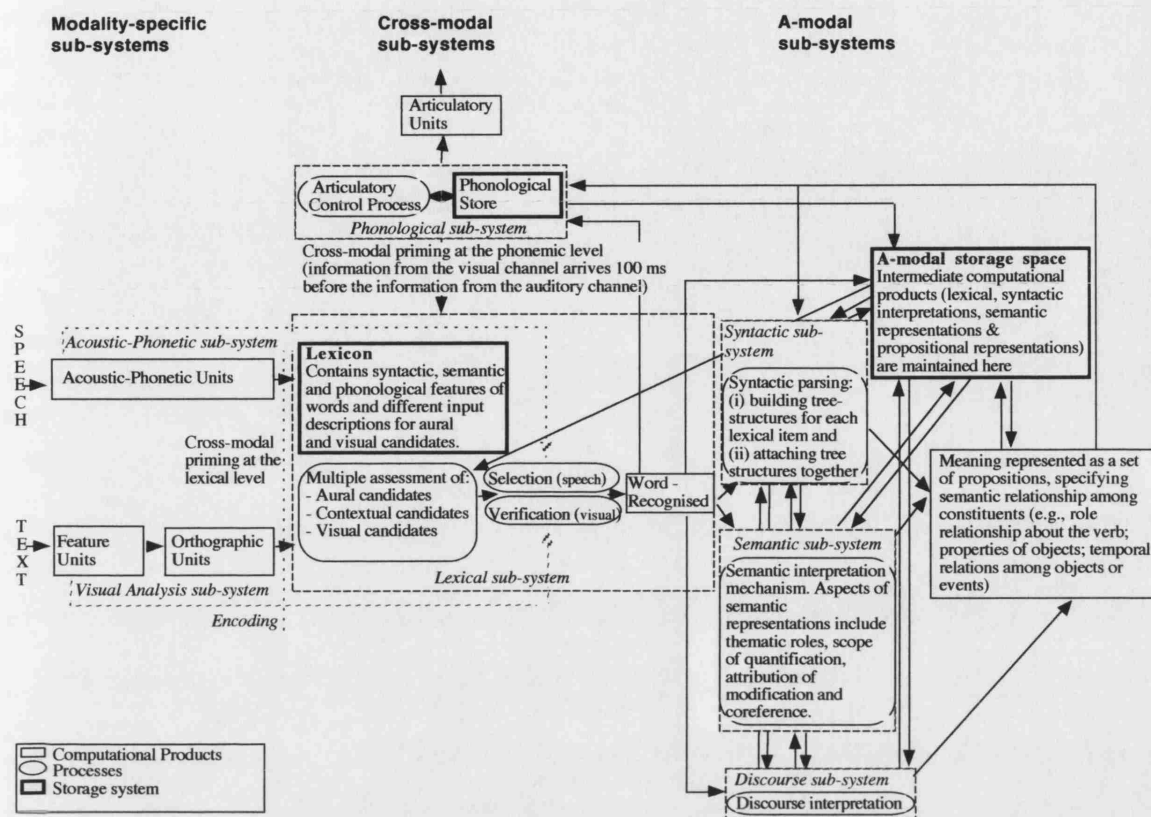 Modality-specific
sub-systems
Cross-modal
sub-systems
A-modal
sub-systems
Articulatory
Units
Articulatory
Control Process
Phonological
Store
Phonological sub-system
Cross-modal priming at the phonemic level
(information from the visual channel arrives 100 ms
before the information from the auditory channel)
A-modal storage space
Intermediate computational
products (lexical, syntactic
interpretations, semantic
representations &
propositional representations)
are maintained here
SPEECH
Acoustic-Phonetic sub-system
Acoustic-Phonetic Units
Lexicon
Contains syntactic, semantic
and phonological features of
words and different input
descriptions for aural
and visual candidates.
Syntactic sub-
system
Syntactic parsing:
(i) building tree-
structures for each
lexical item and
(ii) attaching tree
structures together
Cross-modal
priming at the
lexical level
Multiple assessment of:
- Aural candidates
- Contextual candidates
- Visual candidates
Selection (speech)
Verification (visual)
Word -
Recognised
Meaning represented as a set
of propositions, specifying
semantic relationship among
constituents (e.g., role
relationship about the verb;
properties of objects; temporal
relations among objects or
events)
TEXT
Feature
Units
Orthographic
Units
Visual Analysis sub-system
Encoding
Lexical sub-system
Semantic sub-system
Semantic interpretation
mechanism. Aspects of
semantic
representations include
thematic roles, scope
of quantification,
attribution of
modification and
coreference.
Discourse sub-system
Discourse interpretation
Computational Products
Processes
Storage system